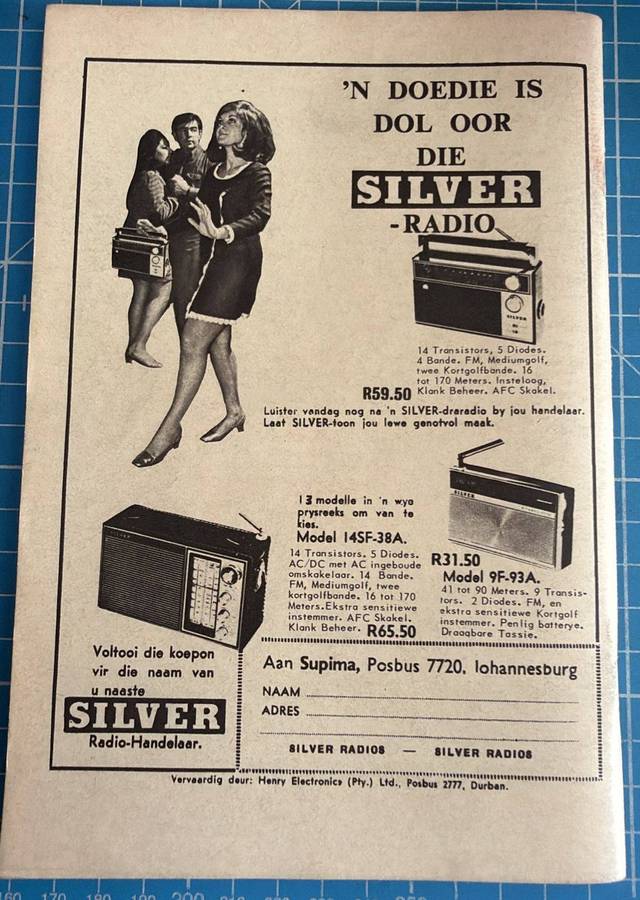 'N DOEDIE IS
DOL OOR
DIE
SILVER
-RADIO
14 Transistors, 5 Diodes.
4 Bande. FM, Mediumgolf,
twee Kortgolfbande. 16
tot 170 Meters. Insteloog,
Klank Beheer. AFC Skakel.
R59.50
Luister vandag nog na 'n SILVER-draradio by jou handelaar.
Laat SILVER-toon jou lewe genotvol maak.
13 modelle in 'n wye
prysreeks om van te
kies.
Model 14SF-38A.
14 Transistors. 5 Diodes.
AC/DC met AC ingeboude
omskakelaar. 14 Bande.
FM, Mediumgolf, twee
kortgolfbande. 16 tot 170
Meters. Ekstra sensitiewe
instemmer. AFC Skakel.
Klank Beheer. R65.50
R31.50
Model 9F-93A.
41 tot 90 Meters. 9 Transis-
tors. 2 Diodes. FM, en
ekstra sensitiewe Kortgolf
instemmer. Penlig batterye.
Draagbare Tassie.
Voltooi die koepon
vir die naam van
u naaste
SILVER
Radio-Handelaar.
Aan Supima, Posbus 7720, Iohannesburg
NAAM
ADRES
SILVER RADIOS — SILVER RADIOS
Vervaardig deur: Henry Electronics (Pty.) Ltd., Posbus 2777, Durban.